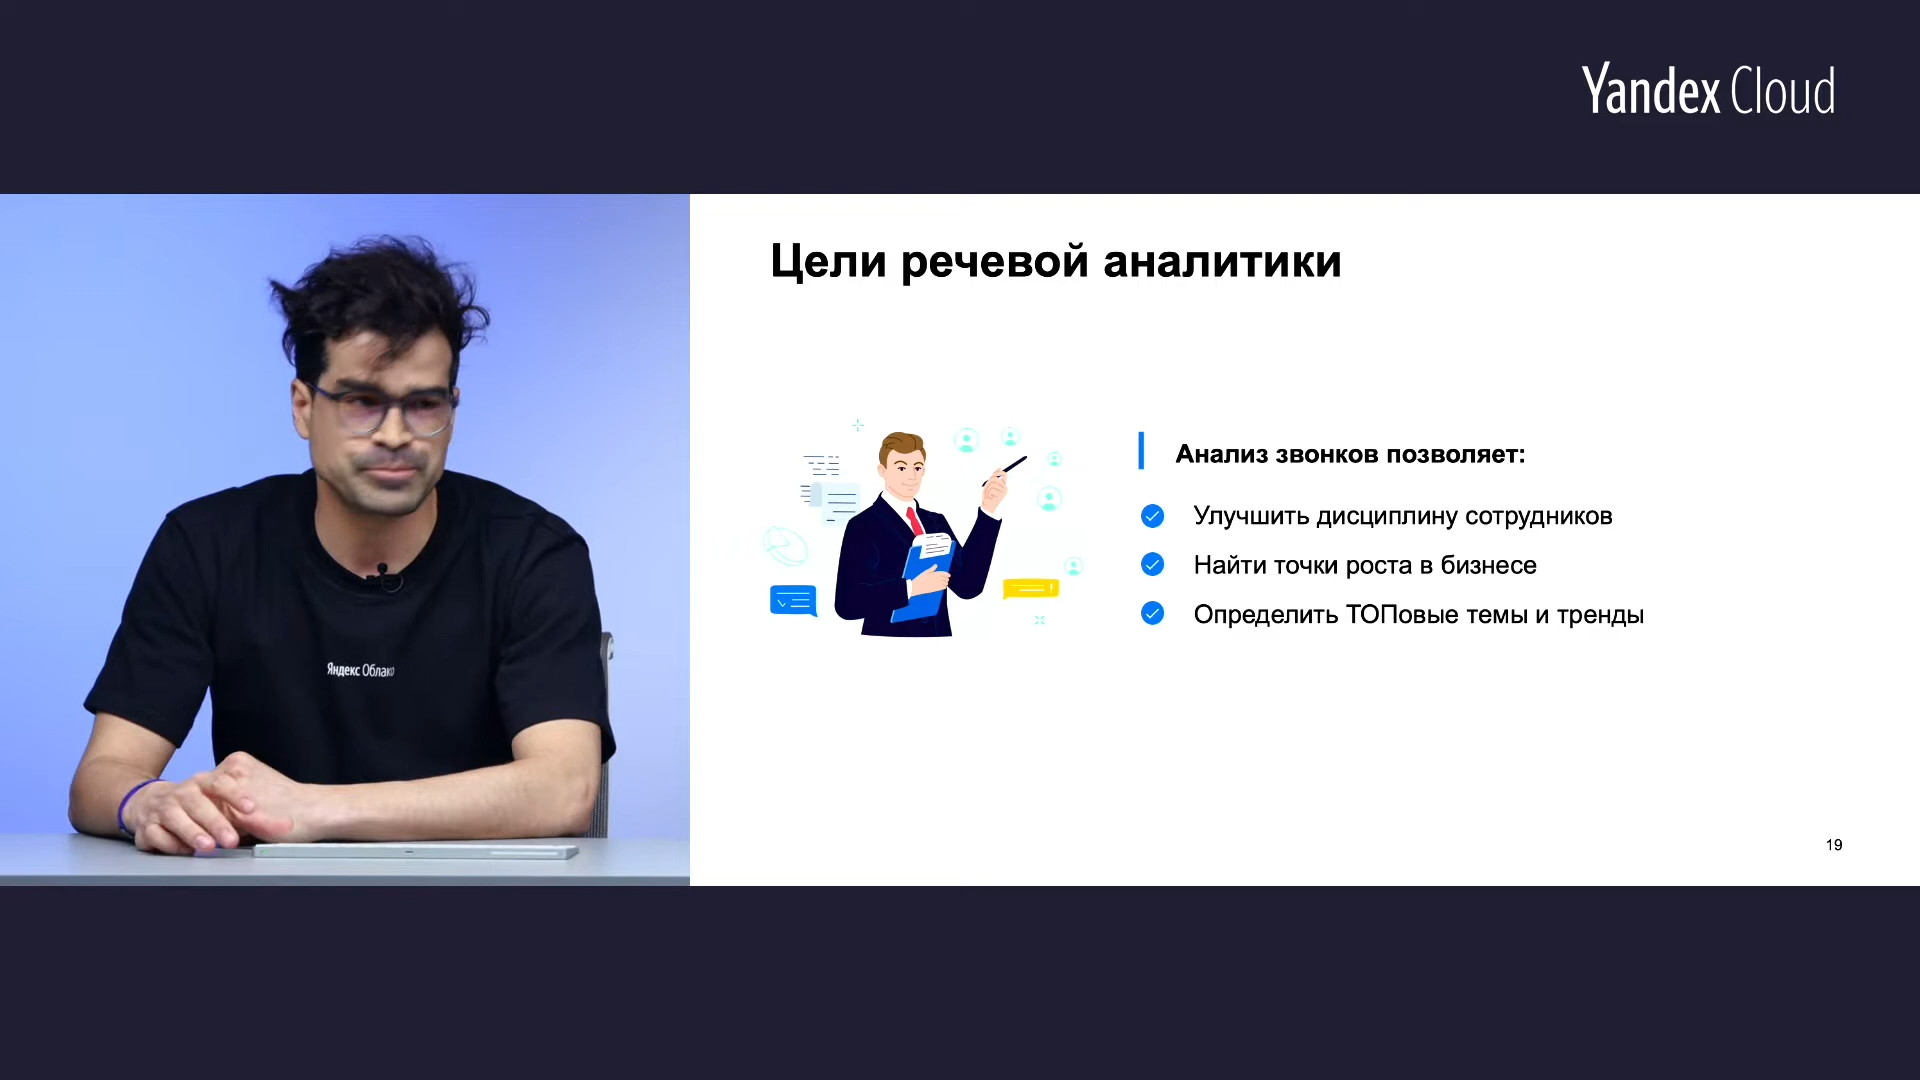 Yandex Cloud
Цели речевой аналитики
Анализ звонков позволяет:
Улучшить дисциплину сотрудников
Найти точки роста в бизнесе
Определить ТОПовые темы и тренды
Яндекс Облако
19